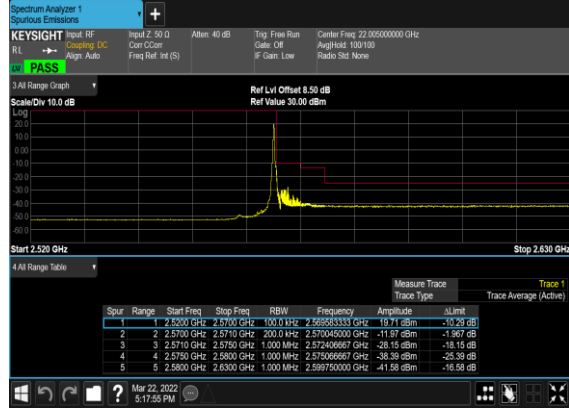 Spectrum Analyzer 1
Spurious Emissions
KEYSIGHT Input: RF Input Z: 50 Ω Atten: 40 dB Trig: Free Run Center Freq: 22.005000000 GHz
RL Coupling: DC Corr CCorr Gate: Off Avg|Hold: 100/100
Align: Auto Freq Ref: Int (S) IF Gain: Low Radio Std: None
PASS
3 All Range Graph
Ref Lvl Offset 8.50 dB
Scale/Div 10.0 dB Ref Value 30.00 dBm
Log
20.0
10.0
0.00
-10.0
-20.0
-30.0
-40.0
-50.0
-60.0
Start 2.520 GHz Stop 2.630 GHz
4 All Range Table
Measure Trace Trace 1
Trace Type Trace Average (Active)
Spur Range Start Freq Stop Freq RBW Frequency Amplitude ΔLimit
1 1 2.5200 GHz 2.5700 GHz 100.0 kHz 2.569583333 GHz 19.71 dBm -10.29 dB
2 2 2.5700 GHz 2.5710 GHz 200.0 kHz 2.570045000 GHz -11.97 dBm -1.967 dB
3 3 2.5710 GHz 2.5750 GHz 1.000 MHz 2.572406667 GHz -28.15 dBm -18.15 dB
4 4 2.5750 GHz 2.5800 GHz 1.000 MHz 2.575066667 GHz -38.39 dBm -25.39 dB
5 5 2.5800 GHz 2.6300 GHz 1.000 MHz 2.599750000 GHz -41.58 dBm -16.58 dB
Mar 22, 2022
5:17:55 PM